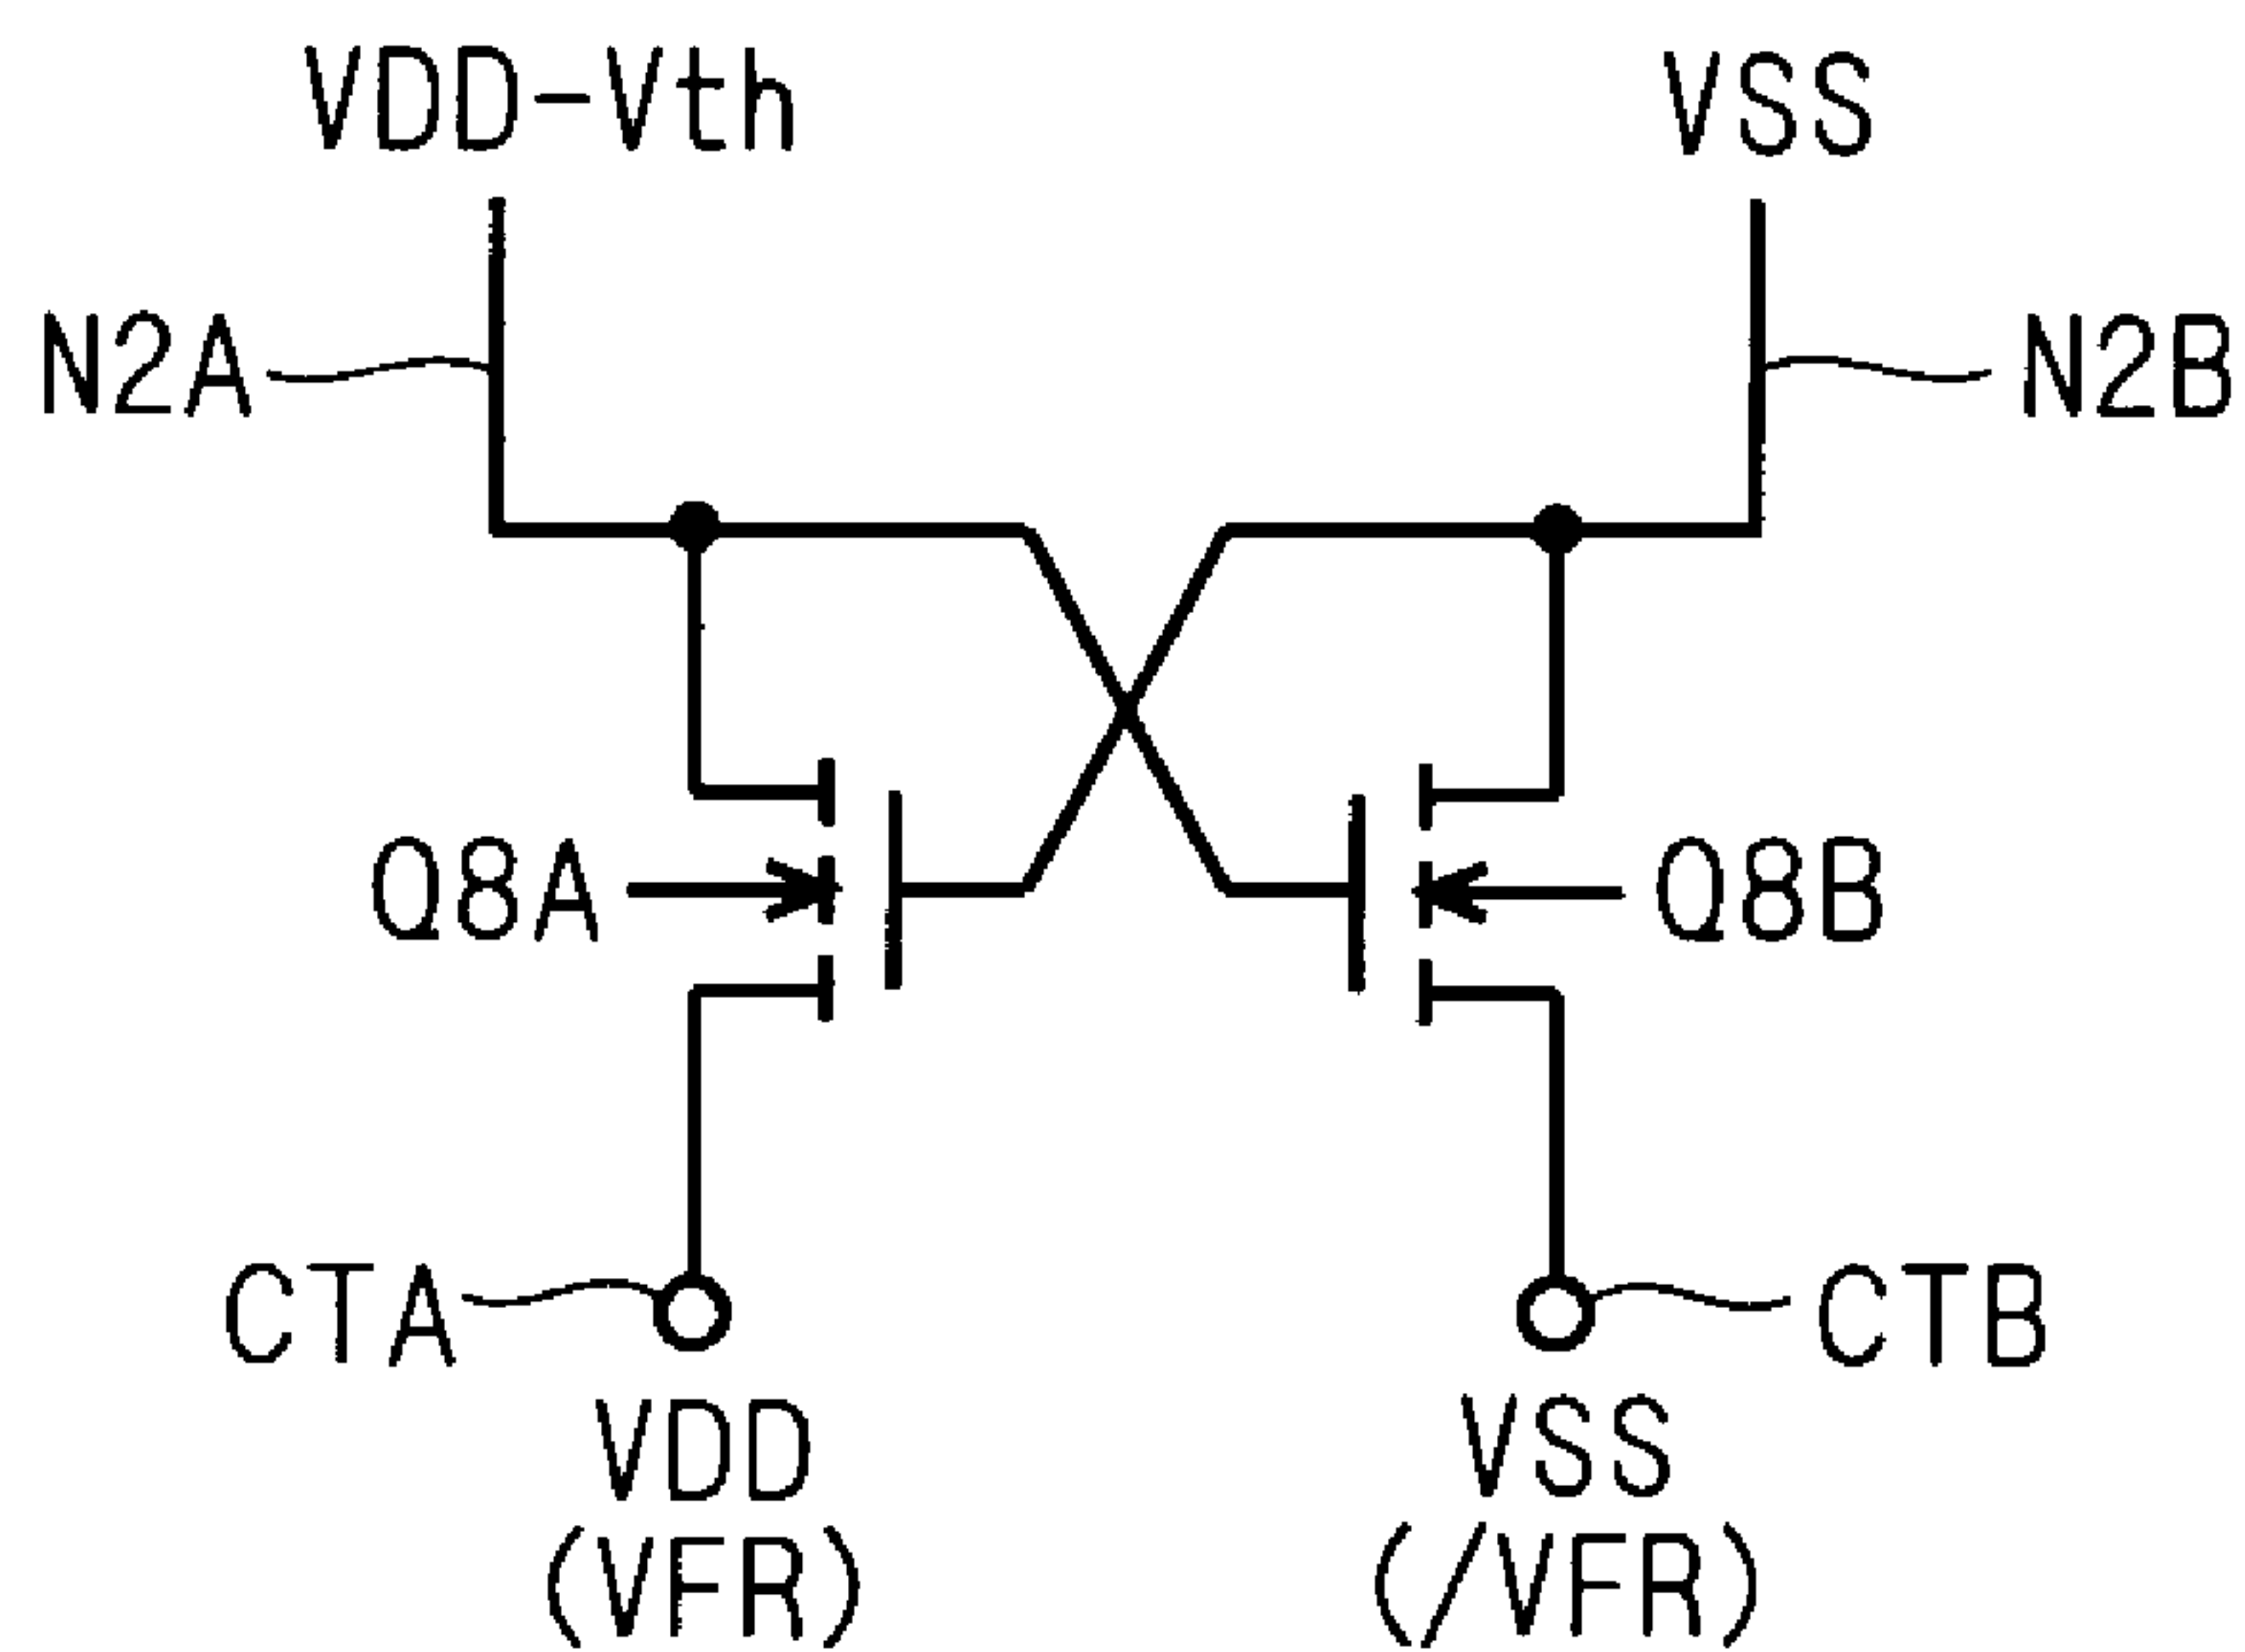 VDD-Vth
VSS
N2A
N2B
Q8A
Q8B
CTA
CTB
VDD
(VFR)
VSS
(/VFR)